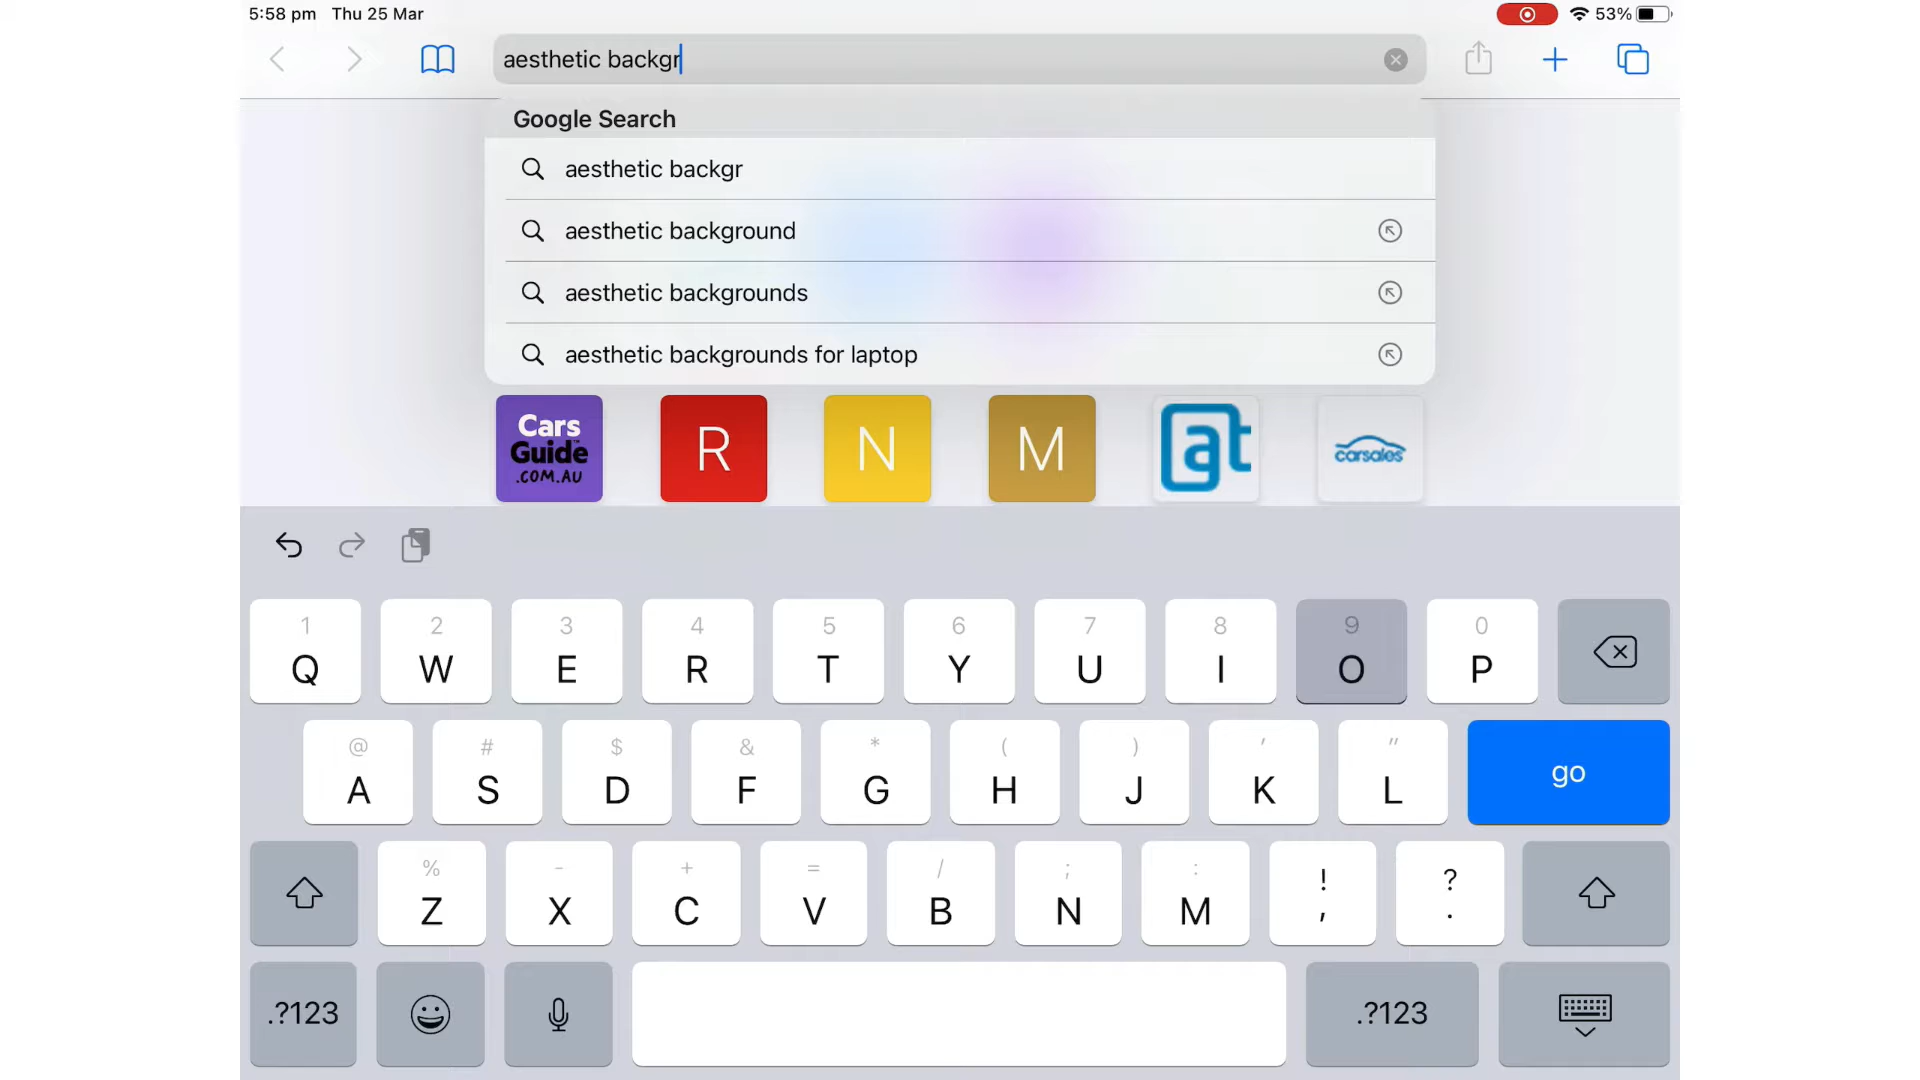 5:58 pm Thu 25 Mar
53%
aesthetic backgr
Google Search
aesthetic backgr
aesthetic background
aesthetic backgrounds
aesthetic backgrounds for laptop
Cars
Guide™
.COM.AU
R
N
M
at
carsales
1 2 3 4 5 6 7 8 9 0
Q W E R T Y U I O P
@ # $ & * ( ) ' "
A S D F G H J K L go
% - + = / ; : ! ?
Z X C V B N M , .
.?123 .?123